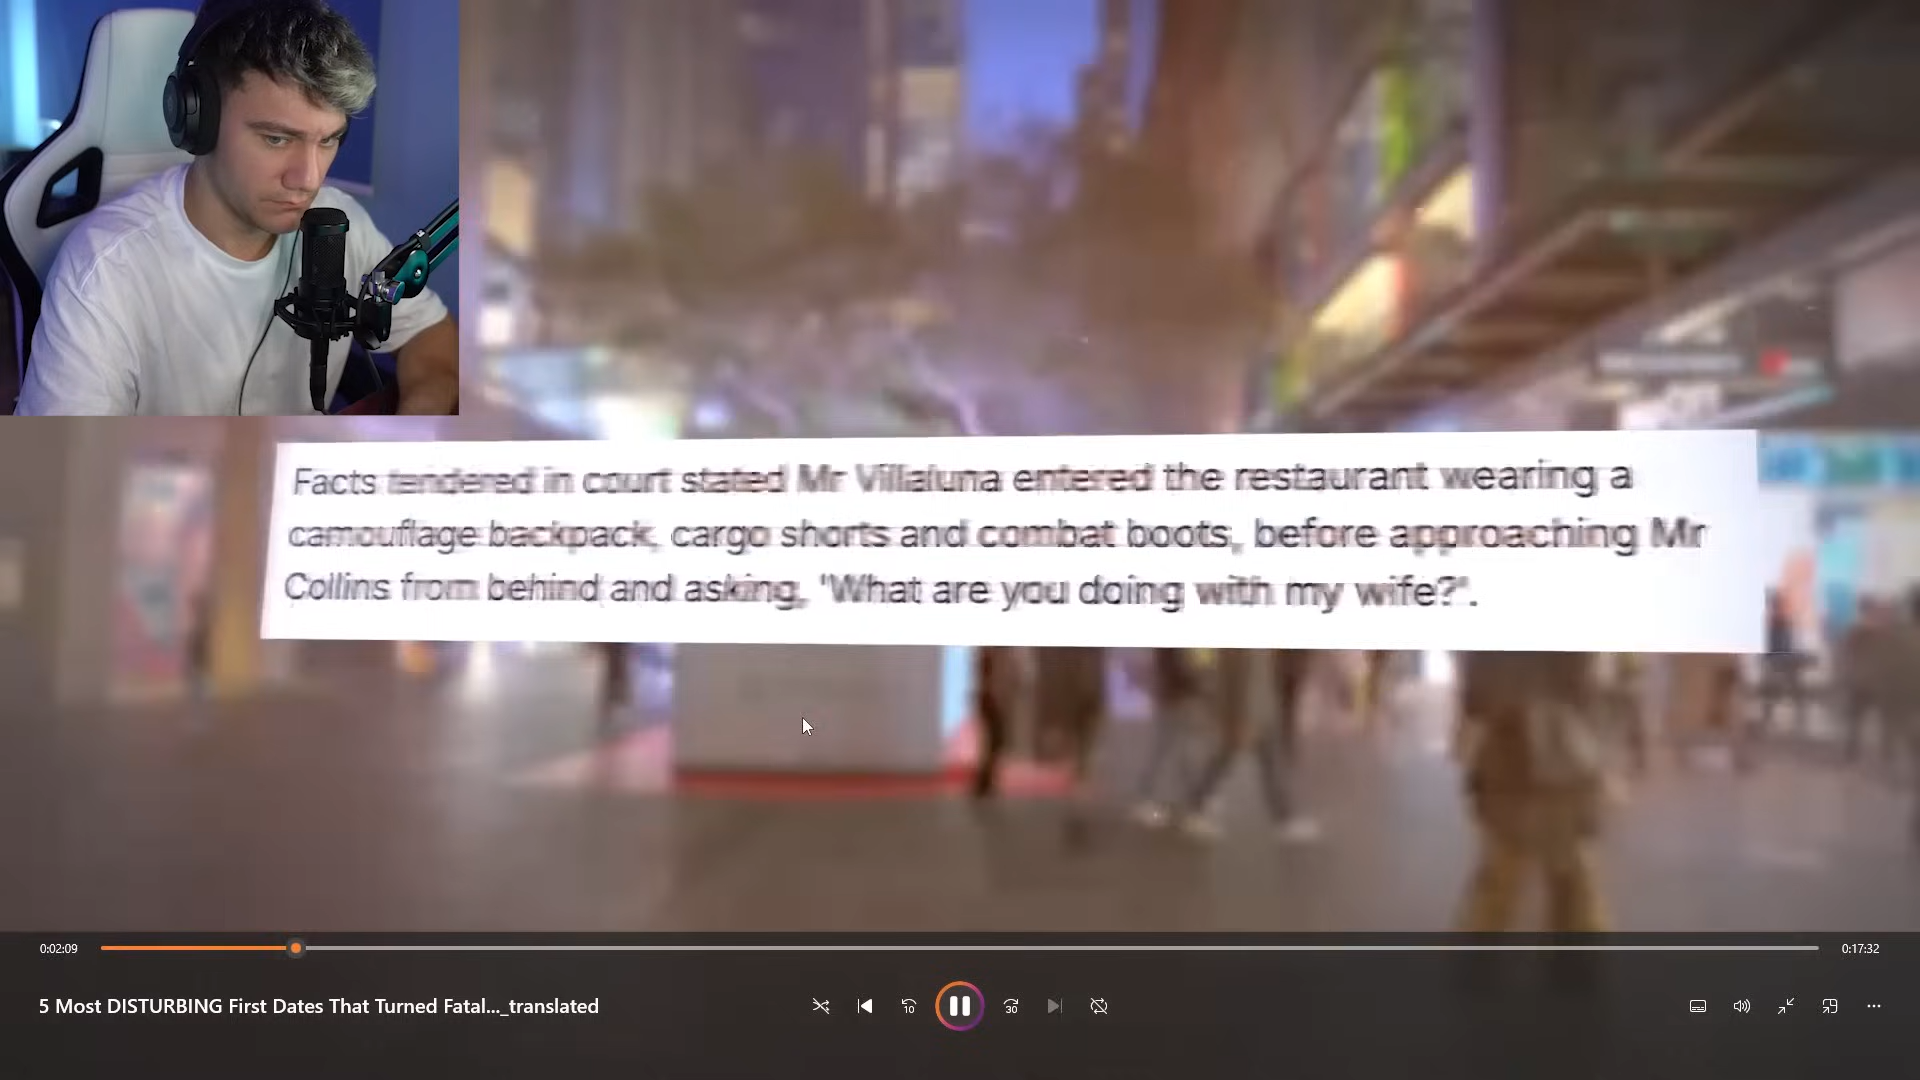 Facts tendered in court stated Mr Villaluna entered the restaurant wearing a
camouflage backpack, cargo shorts and combat boots, before approaching Mr
Collins from behind and asking, 'What are you doing with my wife?'.
0:02:09
0:17:32
5 Most DISTURBING First Dates That Turned Fatal..._translated
10
30